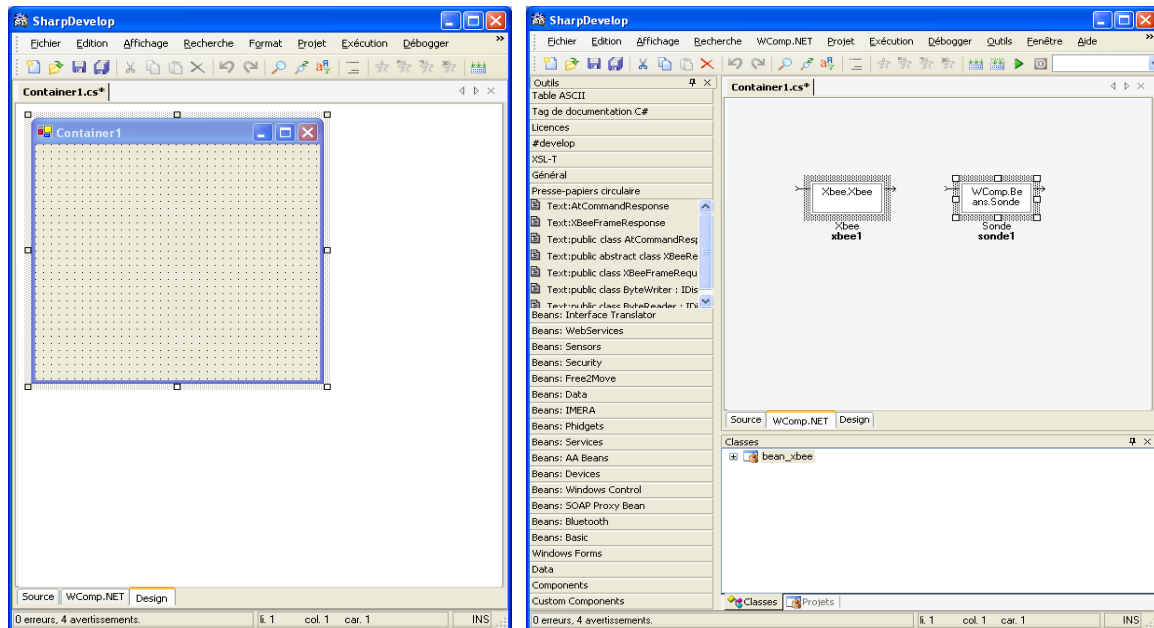 SharpDevelop
Fichier Edition Affichage Recherche Format Projet Exécution Débogger »
Container1.cs*
Container1
Source WComp.NET Design
0 erreurs, 4 avertissements. li. 1 col. 1 car. 1 INS
SharpDevelop
Fichier Edition Affichage Recherche WComp.NET Projet Exécution Débogger Outils Fenêtre Aide »
Outils
Table ASCII
Tag de documentation C#
Licences
#develop
XSL-T
Général
Presse-papiers circulaire
Text:AtCommandResponse
Text:XBeeFrameResponse
Text:public class AtCommandResp
Text:public abstract class XBeeRe
Text:public class XBeeFrameRequ
Text:public class ByteWriter : IDis
Text:public class ByteReader : IDi
Beans: Interface Translator
Beans: WebServices
Beans: Sensors
Beans: Security
Beans: Free2Move
Beans: Data
Beans: IMERA
Beans: Phidgets
Beans: Services
Beans: AA Beans
Beans: Devices
Beans: Windows Control
Beans: SOAP Proxy Bean
Beans: Bluetooth
Beans: Basic
Windows Forms
Data
Components
Custom Components
Container1.cs*
Xbee.Xbee
Xbee
xbee1
WComp.Be
ans.Sonde
Sonde
sonde1
Source WComp.NET Design
Classes
bean_xbee
Classes Projets
0 erreurs, 4 avertissements. li. 1 col. 1 car. 1 INS